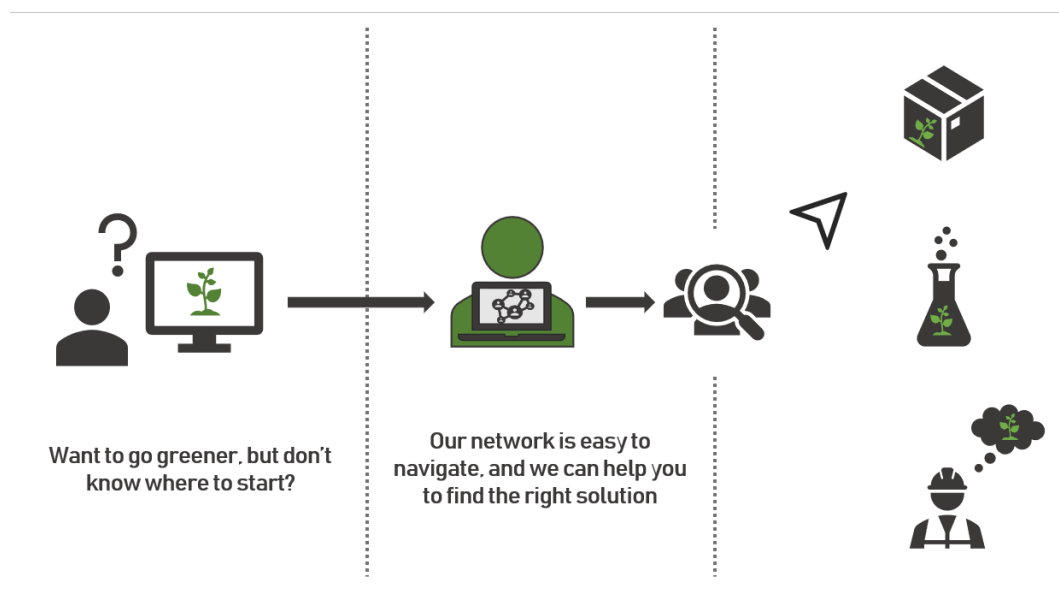 Want to go greener, but don't
know where to start?
Our network is easy to
navigate, and we can help you
to find the right solution